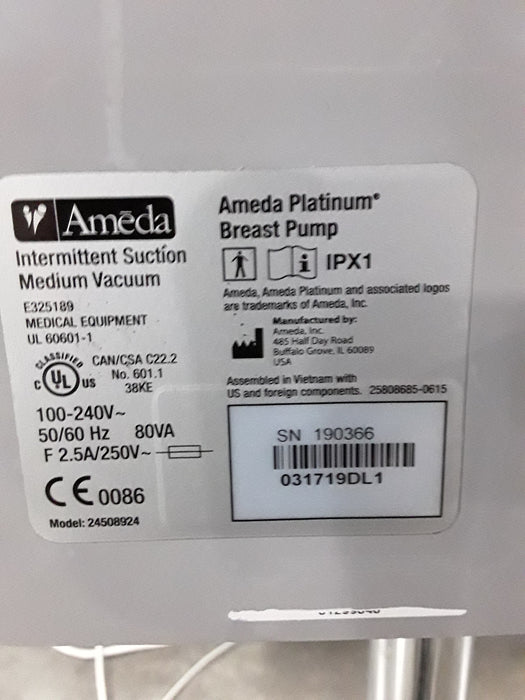 Amēda
Intermittent Suction
Medium Vacuum
E325189
MEDICAL EQUIPMENT
UL 60601-1
CLASSIFIED
C UL US
CAN/CSA C22.2
No. 601.1
38KE
100-240V~
50/60 Hz 80VA
F 2.5A/250V~
CE 0086
Model: 24508924
Ameda Platinum®
Breast Pump
i IPX1
Ameda, Ameda Platinum and associated logos
are trademarks of Ameda, Inc.
Manufactured by:
Ameda, Inc.
485 Half Day Road
Buffalo Grove, IL 60089
USA
Assembled in Vietnam with
US and foreign components. 25808685-0615
SN 190366
031719DL1